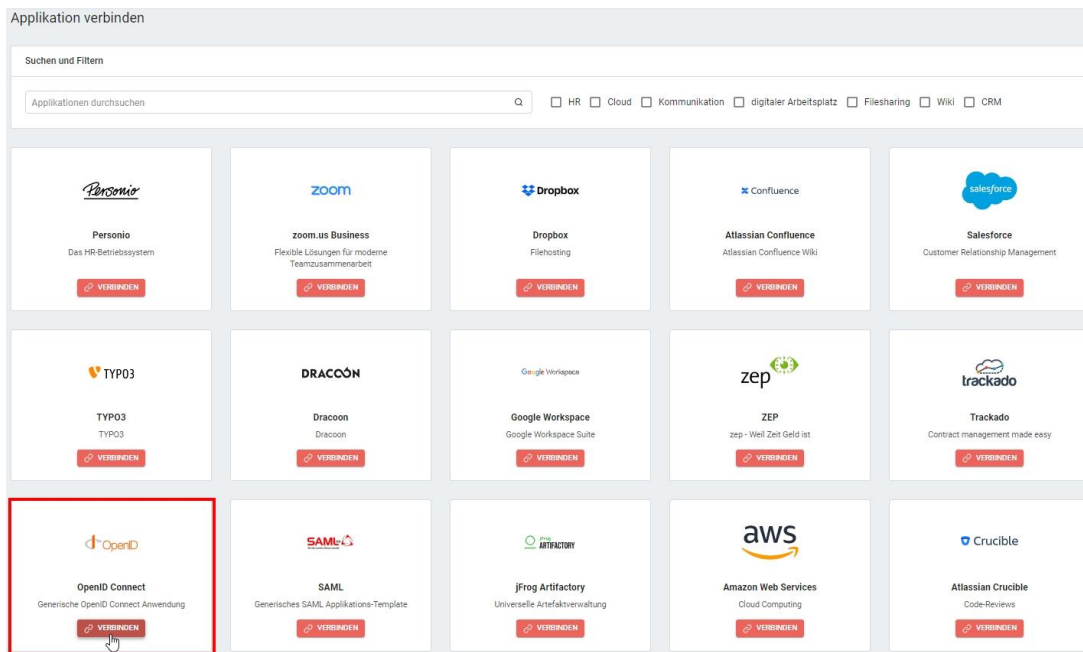 Applikation verbinden
Suchen und Filtern
Applikationen durchsuchen
HR Cloud Kommunikation digitaler Arbeitsplatz Filesharing Wiki CRM
Personio
Personio
Das HR-Betriebssystem
VERBINDEN
zoom
zoom.us Business
Flexible Lösungen für moderne
Teamzusammenarbeit
VERBINDEN
Dropbox
Dropbox
Filehosting
VERBINDEN
Confluence
Atlassian Confluence
Atlassian Confluence Wiki
VERBINDEN
salesforce
Salesforce
Customer Relationship Management
VERBINDEN
TYPO3
TYPO3
TYPO3
VERBINDEN
DRACOON
Dracoon
Dracoon
VERBINDEN
Google Workspace
Google Workspace
Google Workspace Suite
VERBINDEN
zep
ZEP
zep - Weil Zeit Geld ist
VERBINDEN
trackado
Trackado
Contract management made easy
VERBINDEN
OpenID
OpenID Connect
Generische OpenID Connect Anwendung
VERBINDEN
SAML
SAML
Generisches SAML Applikations-Template
VERBINDEN
jFrog
ARTIFACTORY
jFrog Artifactory
Universelle Artefaktverwaltung
VERBINDEN
aws
Amazon Web Services
Cloud Computing
VERBINDEN
Crucible
Atlassian Crucible
Code-Reviews
VERBINDEN